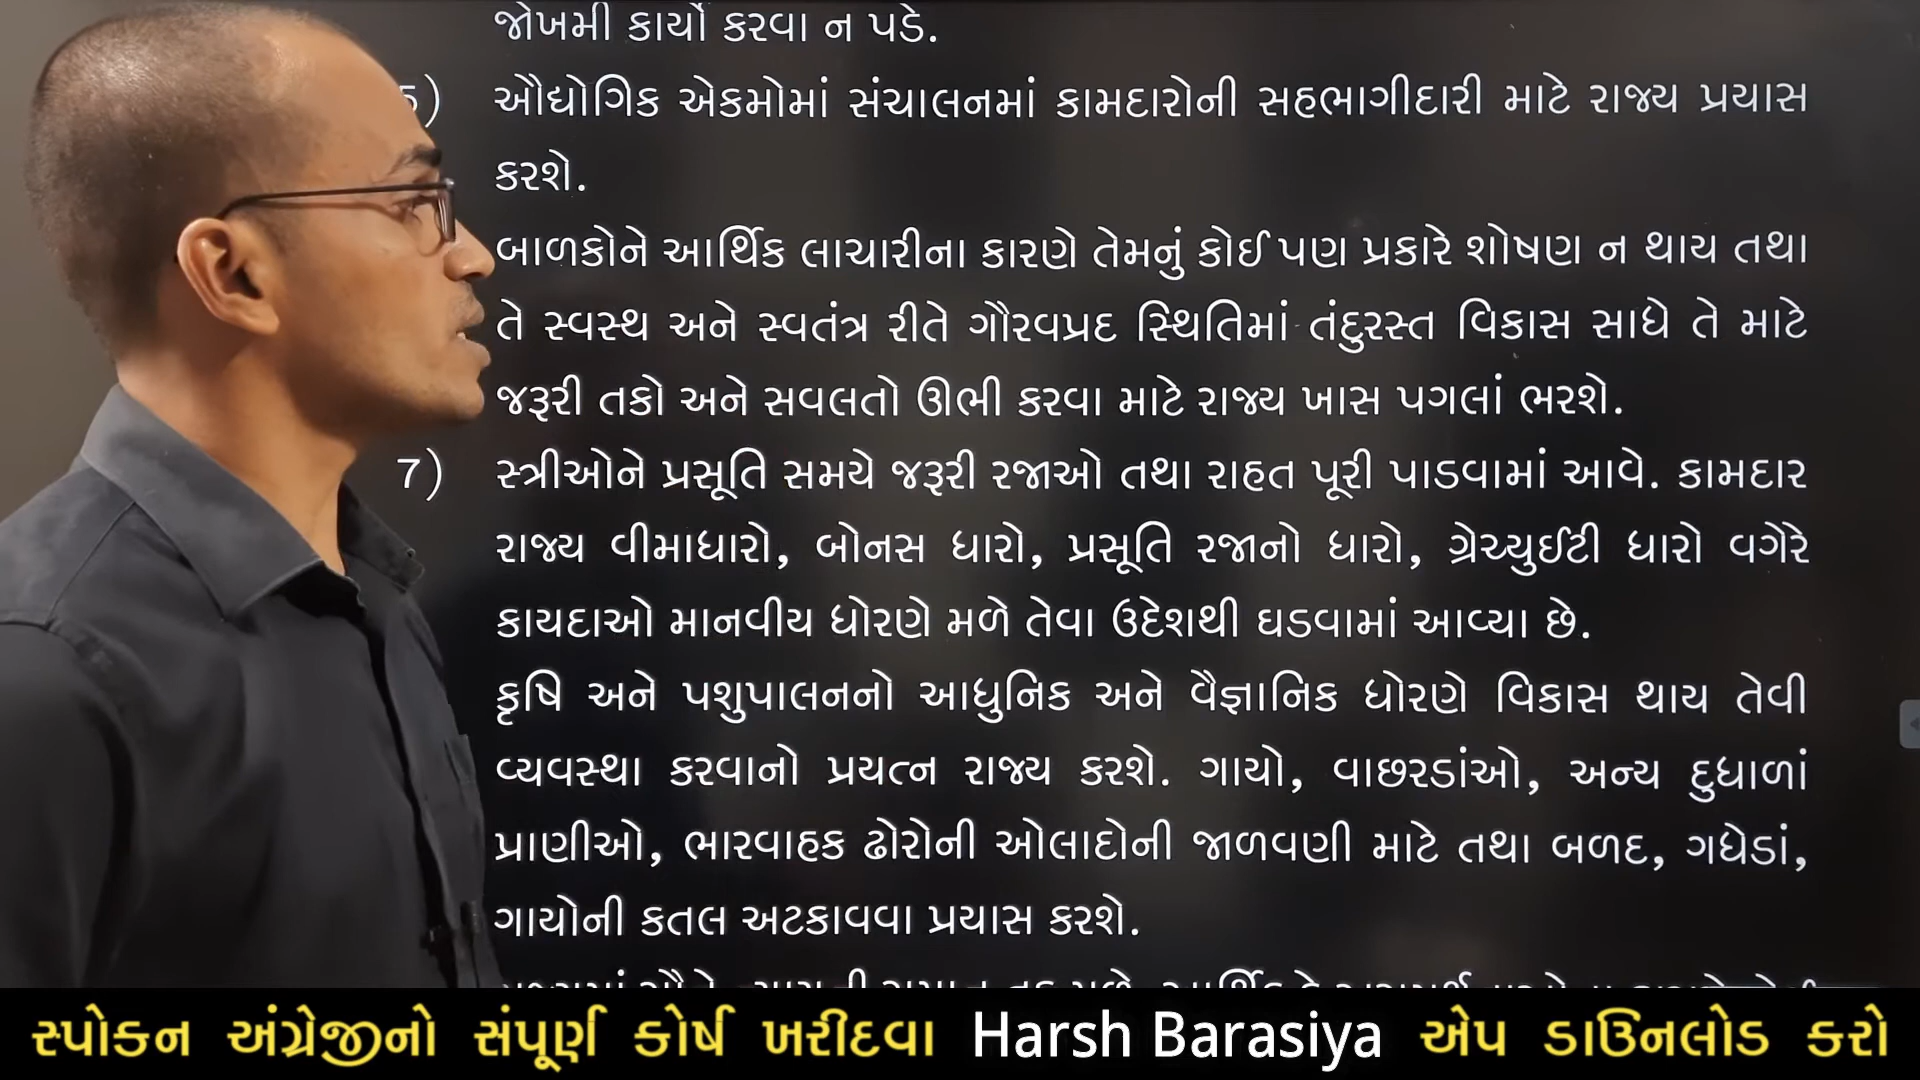 જોખમી કાર્યો કરવા ન પડે.
5) ઔદ્યોગિક એકમોમાં સંચાલનમાં કામદારોની સહભાગીદારી માટે રાજ્ય પ્રયાસ
કરશે.
બાળકોને આર્થિક લાચારીના કારણે તેમનું કોઈ પણ પ્રકારે શોષણ ન થાય તથા
તે સ્વસ્થ અને સ્વતંત્ર રીતે ગૌરવપ્રદ સ્થિતિમાં તંદુરસ્ત વિકાસ સાધે તે માટે
જરૂરી તકો અને સવલતો ઊભી કરવા માટે રાજ્ય ખાસ પગલાં ભરશે.
7) સ્ત્રીઓને પ્રસૂતિ સમયે જરૂરી રજાઓ તથા રાહત પૂરી પાડવામાં આવે. કામદાર
રાજ્ય વીમાધારો, બોનસ ધારો, પ્રસૂતિ રજાનો ધારો, ગ્રેચ્યુઈટી ધારો વગેરે
કાયદાઓ માનવીય ધોરણે મળે તેવા ઉદેશથી ઘડવામાં આવ્યા છે.
કૃષિ અને પશુપાલનનો આધુનિક અને વૈજ્ઞાનિક ધોરણે વિકાસ થાય તેવી
વ્યવસ્થા કરવાનો પ્રયત્ન રાજ્ય કરશે. ગાયો, વાછરડાંઓ, અન્ય દુધાળાં
પ્રાણીઓ, ભારવાહક ઢોરોની ઓલાદોની જાળવણી માટે તથા બળદ, ગધેડાં,
ગાયોની કતલ અટકાવવા પ્રયાસ કરશે.
સ્પોકન અંગ્રેજીનો સંપૂર્ણ કોર્ષ ખરીદવા Harsh Barasiya એપ ડાઉનલોડ કરો